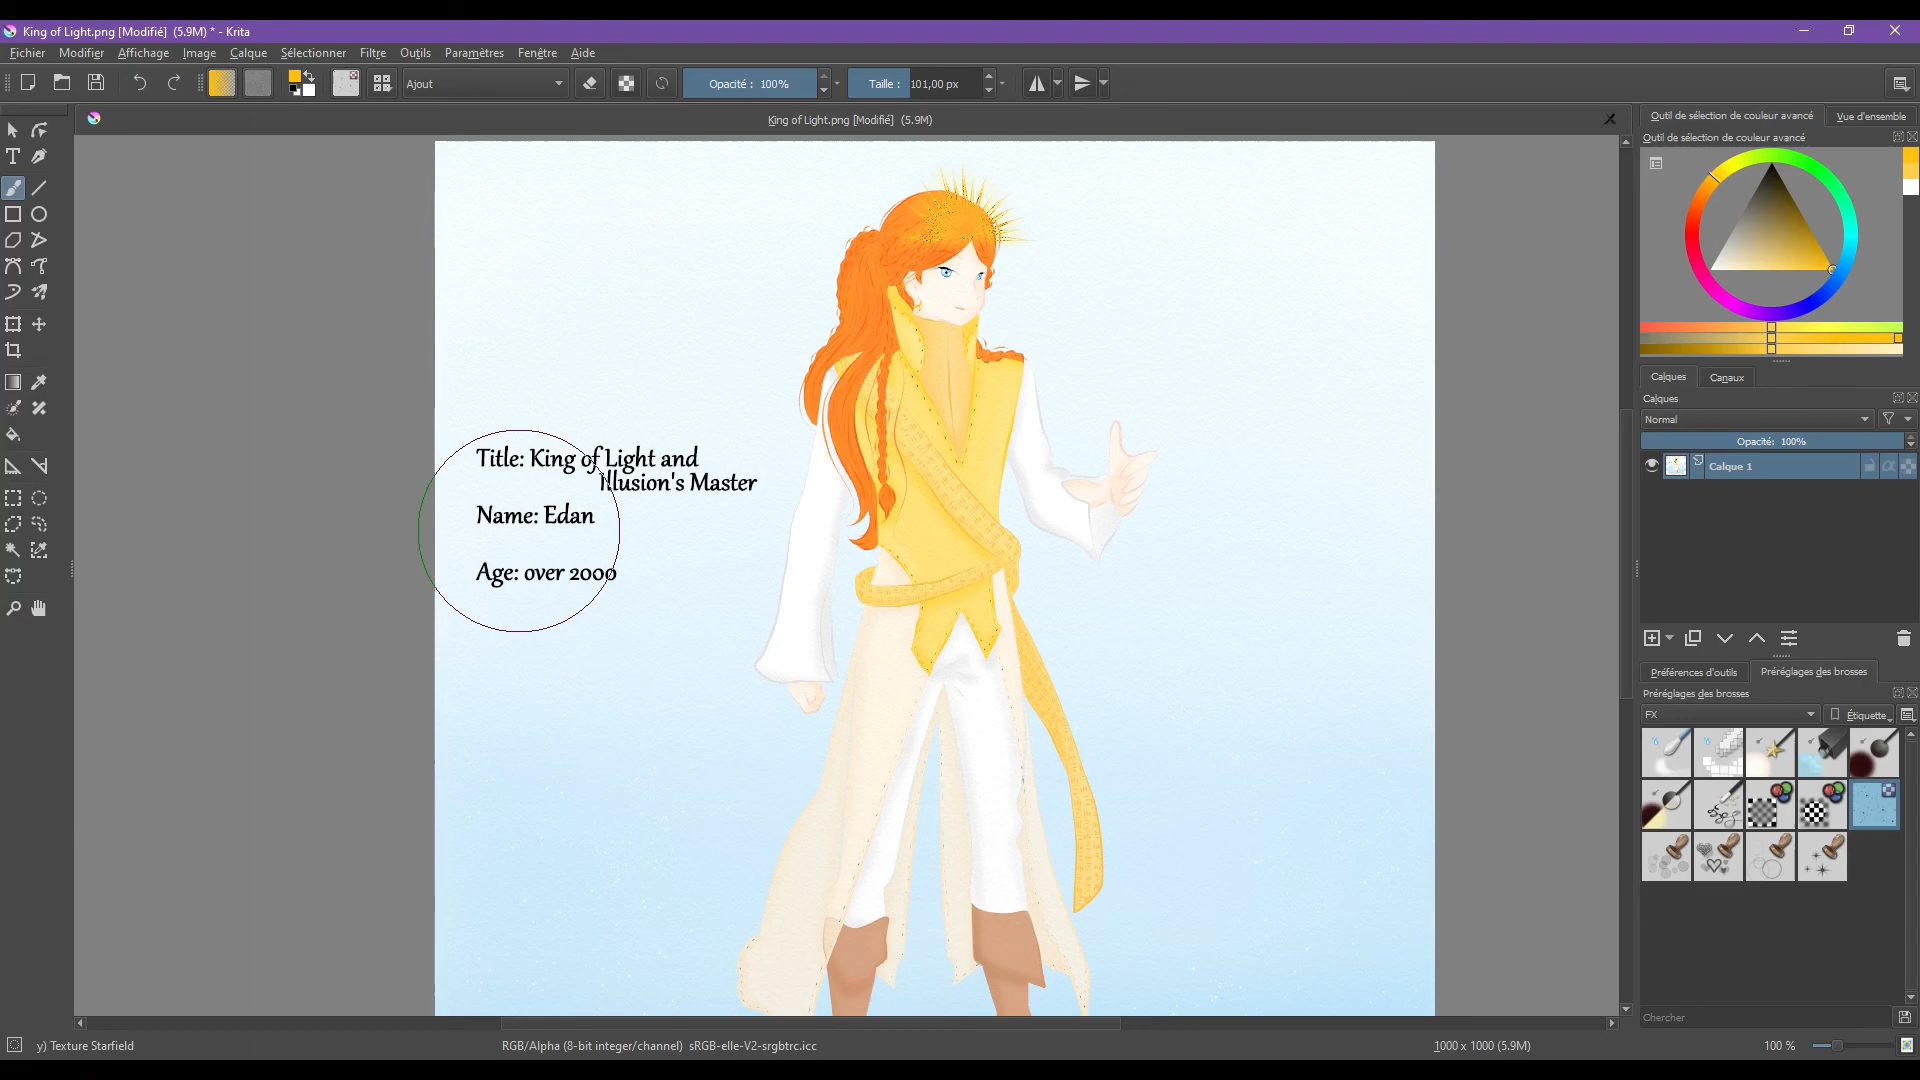 King of Light.png [Modifié] (5.9M) * - Krita
Fichier Modifier Affichage Image Calque Sélectionner Filtre Outils Paramètres Fenêtre Aide
Ajout Opacité : 100% Taille : 101,00 px
King of Light.png [Modifié] (5.9M)
Outil de sélection de couleur avancé Vue d'ensemble
Outil de sélection de couleur avancé
Title: King of Light and
Illusion's Master
Name: Edan
Age: over 2000
Calques Canaux
Calques
Normal
Opacité: 100%
Calque 1
Préférences d'outils Préréglages des brosses
Préréglages des brosses
FX Étiquette
Chercher
y) Texture Starfield RGB/Alpha (8-bit integer/channel) sRGB-elle-V2-srgbtrc.icc 1000 x 1000 (5.9M) 100 %